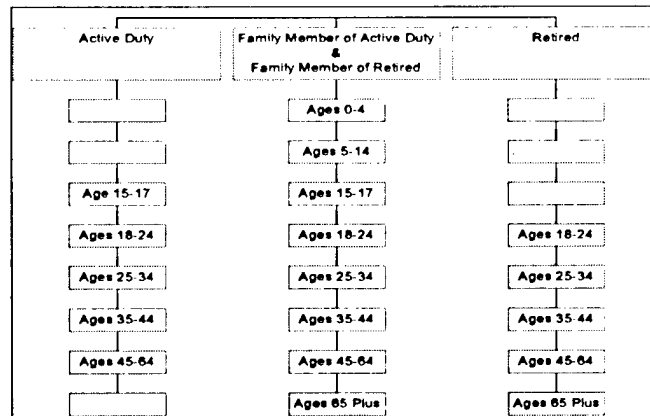 Active Duty
Family Member of Active Duty
&
Family Member of Retired
Retired
Ages 0-4
Ages 5-14
Age 15-17
Ages 15-17
Ages 18-24
Ages 18-24
Ages 18-24
Ages 25-34
Ages 25-34
Ages 25-34
Ages 35-44
Ages 35-44
Ages 35-44
Ages 45-64
Ages 45-64
Ages 45-64
Ages 65 Plus
Ages 65 Plus